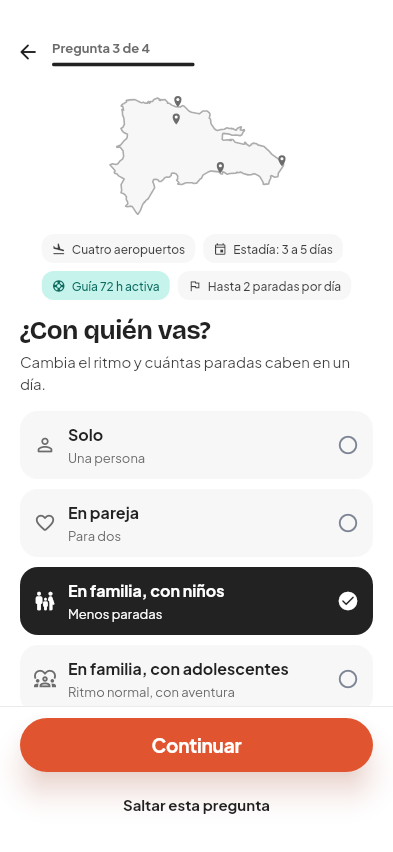 Pregunta 3 de 4
Cuatro aeropuertos
Estadía: 3 a 5 días
Guía 72 h activa
Hasta 2 paradas por día
¿Con quién vas?
Cambia el ritmo y cuántas paradas caben en un
día.
Solo
Una persona
En pareja
Para dos
En familia, con niños
Menos paradas
En familia, con adolescentes
Ritmo normal, con aventura
Continuar
Saltar esta pregunta